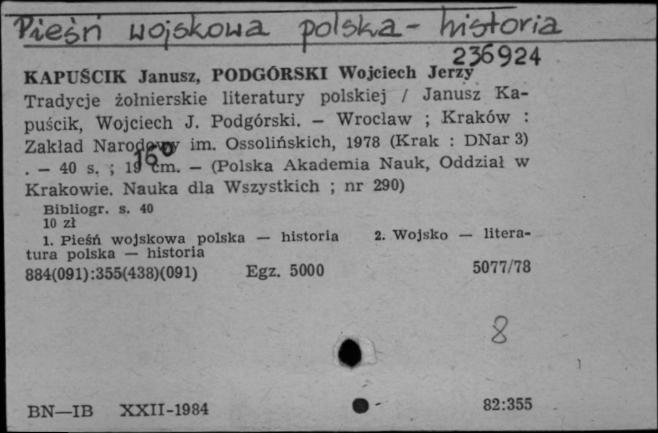 Pieśń wojskowa polska - historia
236924
KAPUŚCIK Janusz, PODGÓRSKI Wojciech Jerzy
Tradycje żołnierskie literatury polskiej / Janusz Ka-
puścik, Wojciech J. Podgórski. — Wrocław ; Kraków :
Zakład Narodowy im. Ossolińskich, 1978 (Krak : DNar 3)
. — 40 s. ; 19 cm. — (Polska Akademia Nauk, Oddział w
16°
Krakowie. Nauka dla Wszystkich ; nr 290)
Bibliogr. s. 40
10 zł
1. Pieśń wojskowa polska — historia 2. Wojsko — litera-
tura polska — historia
884(091):355(438)(091) Egz. 5000 5077/78
8
BN—IB XXII-1984 82:355